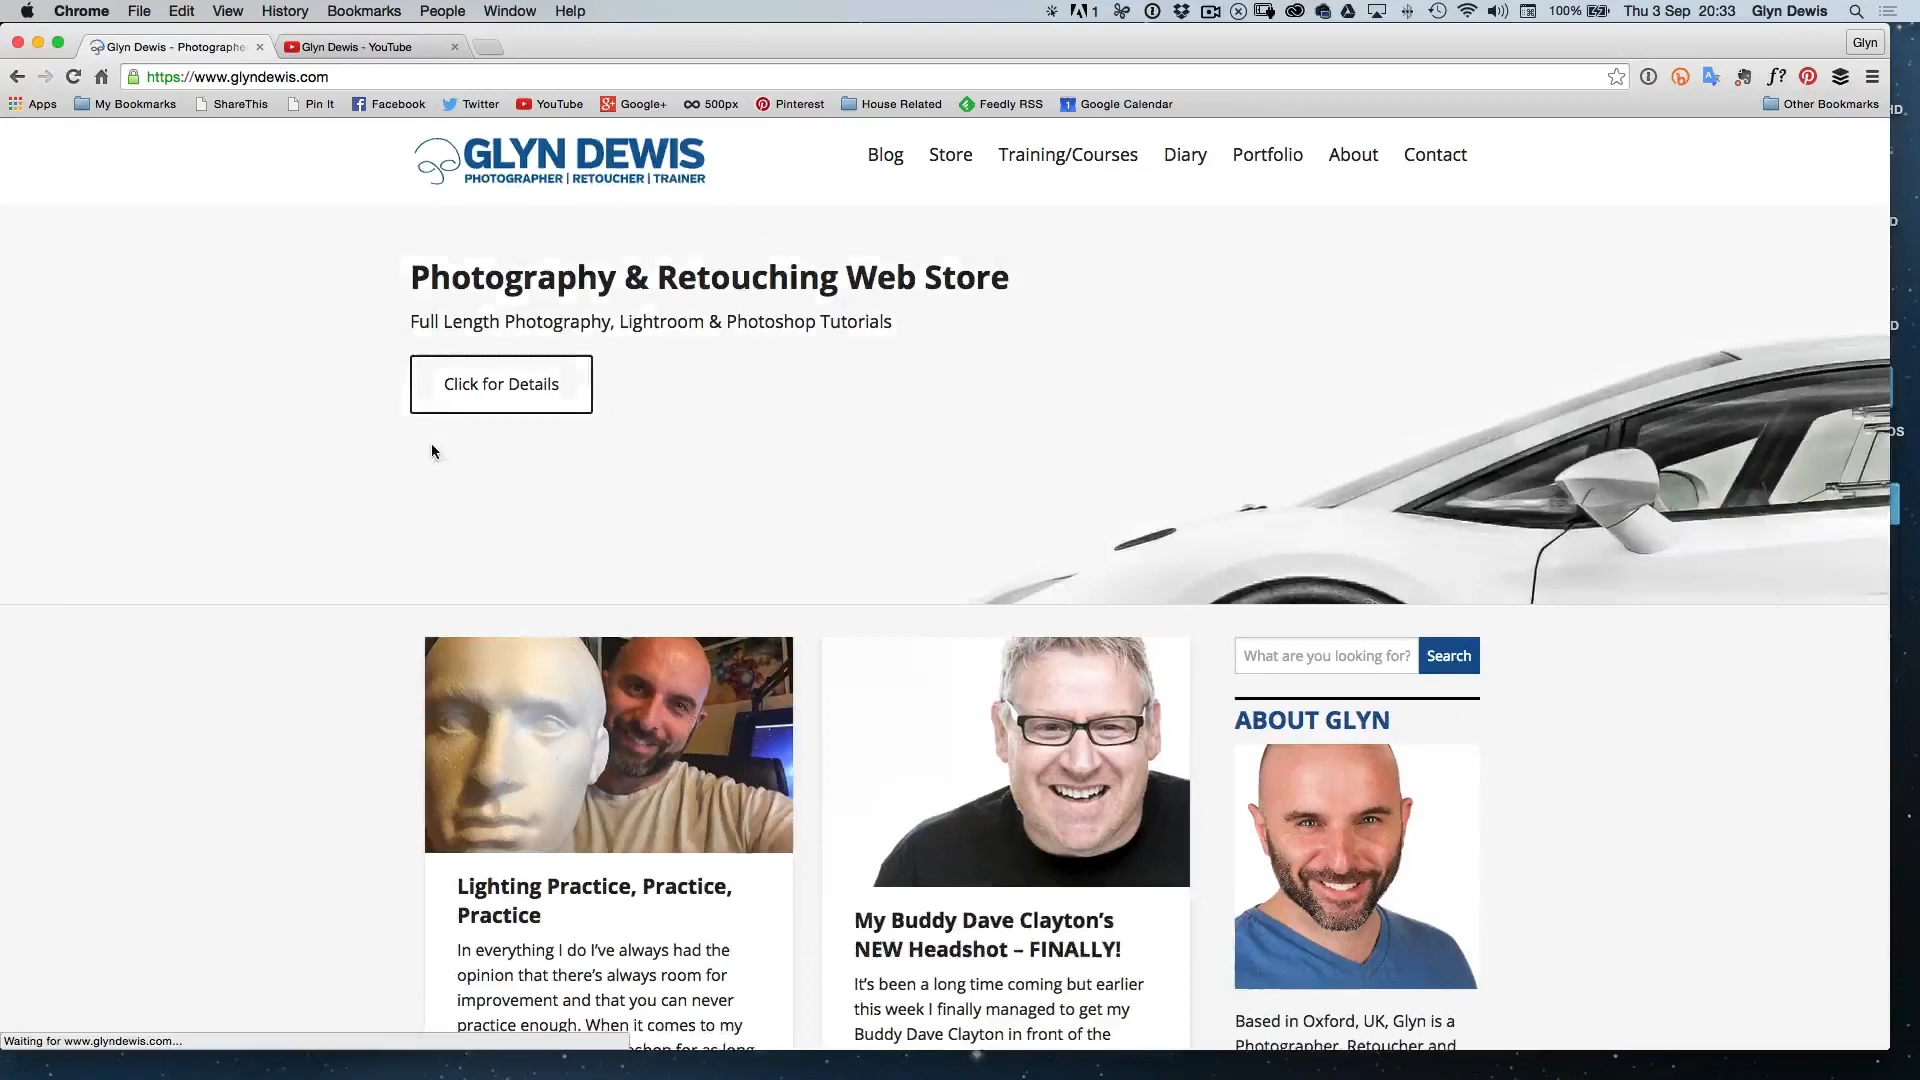 Chrome File Edit View History Bookmarks People Window Help 1 100% Thu 3 Sep 20:33 Glyn Dewis
Glyn Dewis - Photographe Glyn Dewis - YouTube Glyn
https://www.glyndewis.com
Apps My Bookmarks ShareThis Pin It Facebook Twitter YouTube Google+ 500px Pinterest House Related Feedly RSS Google Calendar Other Bookmarks
GLYN DEWIS
PHOTOGRAPHER | RETOUCHER | TRAINER
Blog Store Training/Courses Diary Portfolio About Contact
Photography & Retouching Web Store
Full Length Photography, Lightroom & Photoshop Tutorials
Click for Details
What are you looking for? Search
ABOUT GLYN
Lighting Practice, Practice,
Practice
In everything I do I've always had the
opinion that there's always room for
improvement and that you can never
practice enough. When it comes to my
My Buddy Dave Clayton's
NEW Headshot – FINALLY!
It's been a long time coming but earlier
this week I finally managed to get my
Buddy Dave Clayton in front of the
Based in Oxford, UK, Glyn is a
Photographer, Retoucher and
Waiting for www.glyndewis.com...